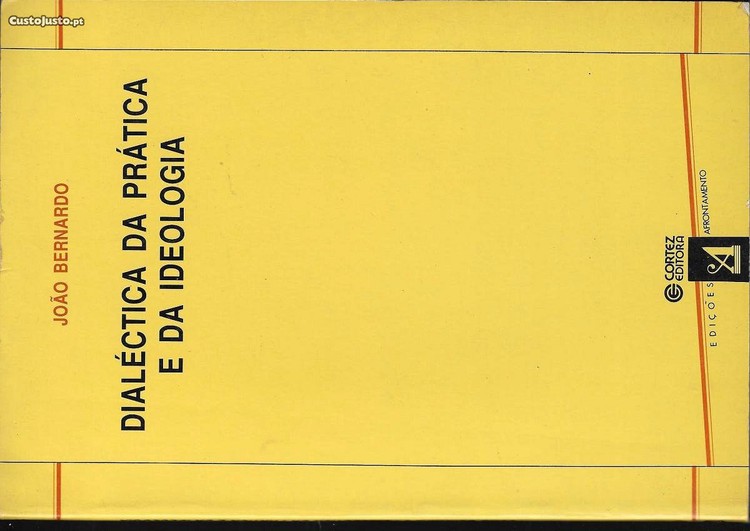 CustoJusto.pt
JOÃO BERNARDO
DIALÉCTICA DA PRÁTICA
E DA IDEOLOGIA
CORTEZ
EDITORA
EDIÇÕES
A
AFRONTAMENTO